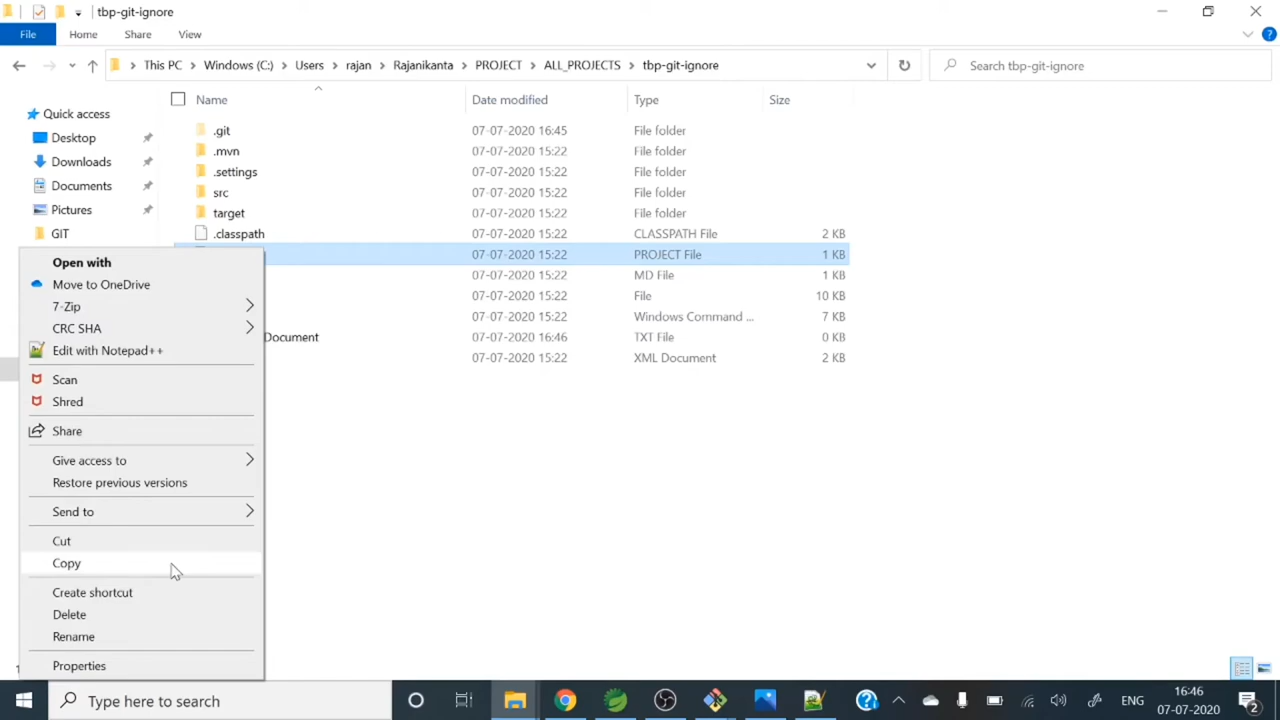 tbp-git-ignore
File Home Share View
This PC Windows (C:) Users rajan Rajanikanta PROJECT ALL_PROJECTS tbp-git-ignore Search tbp-git-ignore
Name Date modified Type Size
Quick access
Desktop
Downloads
Documents
Pictures
GIT
.git 07-07-2020 16:45 File folder
.mvn 07-07-2020 15:22 File folder
.settings 07-07-2020 15:22 File folder
src 07-07-2020 15:22 File folder
target 07-07-2020 15:22 File folder
.classpath 07-07-2020 15:22 CLASSPATH File 2 KB
07-07-2020 15:22 PROJECT File 1 KB
07-07-2020 15:22 MD File 1 KB
07-07-2020 15:22 File 10 KB
07-07-2020 15:22 Windows Command ... 7 KB
Document 07-07-2020 16:46 TXT File 0 KB
07-07-2020 15:22 XML Document 2 KB
Open with
Move to OneDrive
7-Zip
CRC SHA
Edit with Notepad++
Scan
Shred
Share
Give access to
Restore previous versions
Send to
Cut
Copy
Create shortcut
Delete
Rename
Properties
Type here to search
ENG
16:46
07-07-2020
2